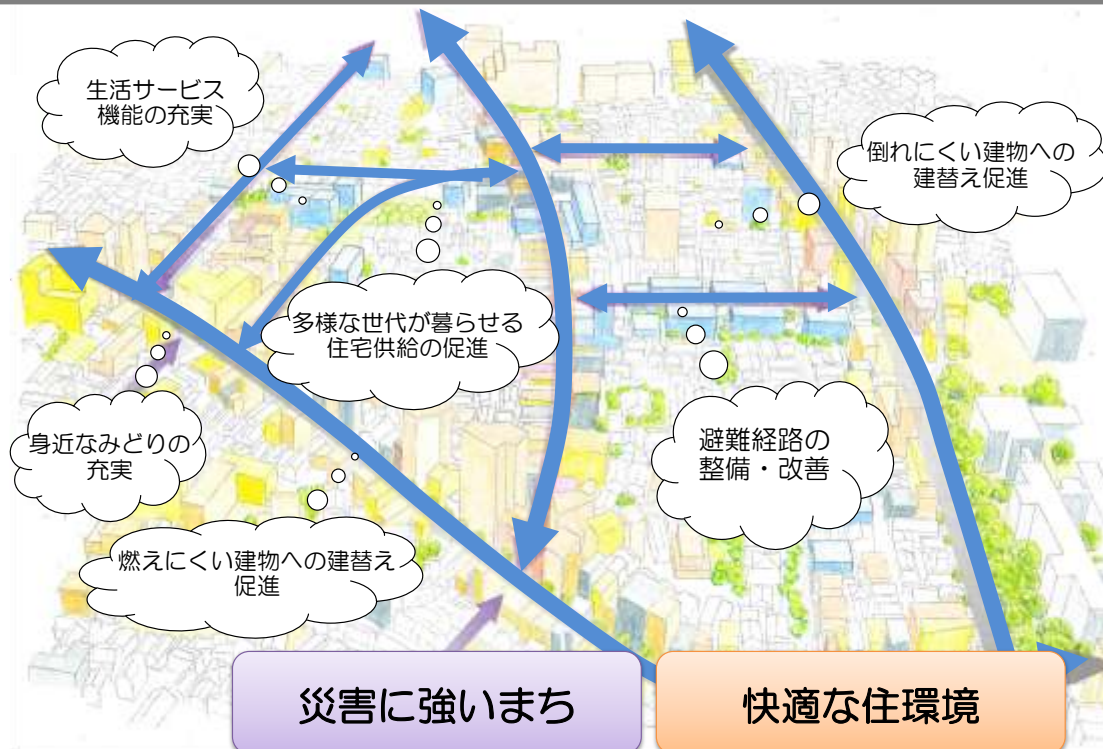 生活サービス
機能の充実
倒れにくい建物への
建替え促進
多様な世代が暮らせる
住宅供給の促進
身近なみどりの
充実
避難経路の
整備・改善
燃えにくい建物への建替え
促進
災害に強いまち
快適な住環境